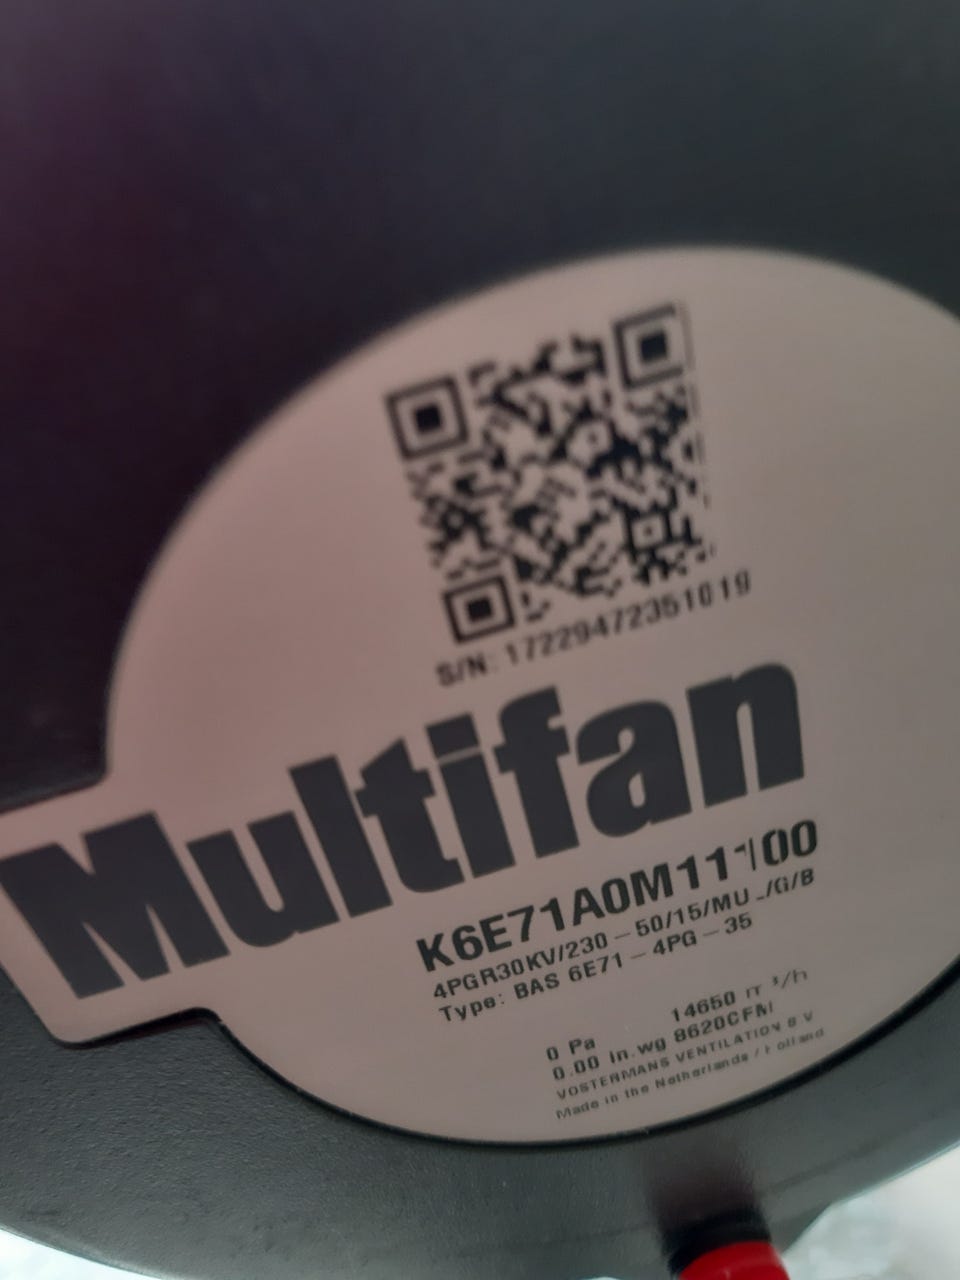 S/N: 17229472351019
Multifan
K6E71A0M11100
4PGR30KV/230-50/15/MU-/G/B
Type: BAS 6E71-4PG-35
0 Pa 14650 m³/h
0.00 in.wg 8620CFM
VOSTERMANS VENTILATION B V
Made in the Netherlands / Holland